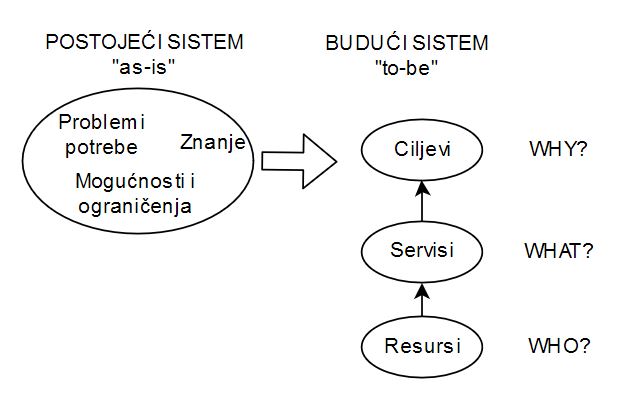 POSTOJEĆI SISTEM
"as-is"
Problemi
potrebe
Znanje
Mogućnosti i
ograničenja
BUDUĆI SISTEM
"to-be"
Ciljevi
WHY?
Servisi
WHAT?
Resursi
WHO?